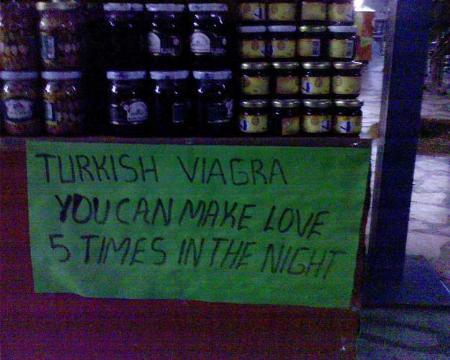 TURKISH VIAGRA
YOU CAN MAKE LOVE
5 TIMES IN THE NIGHT